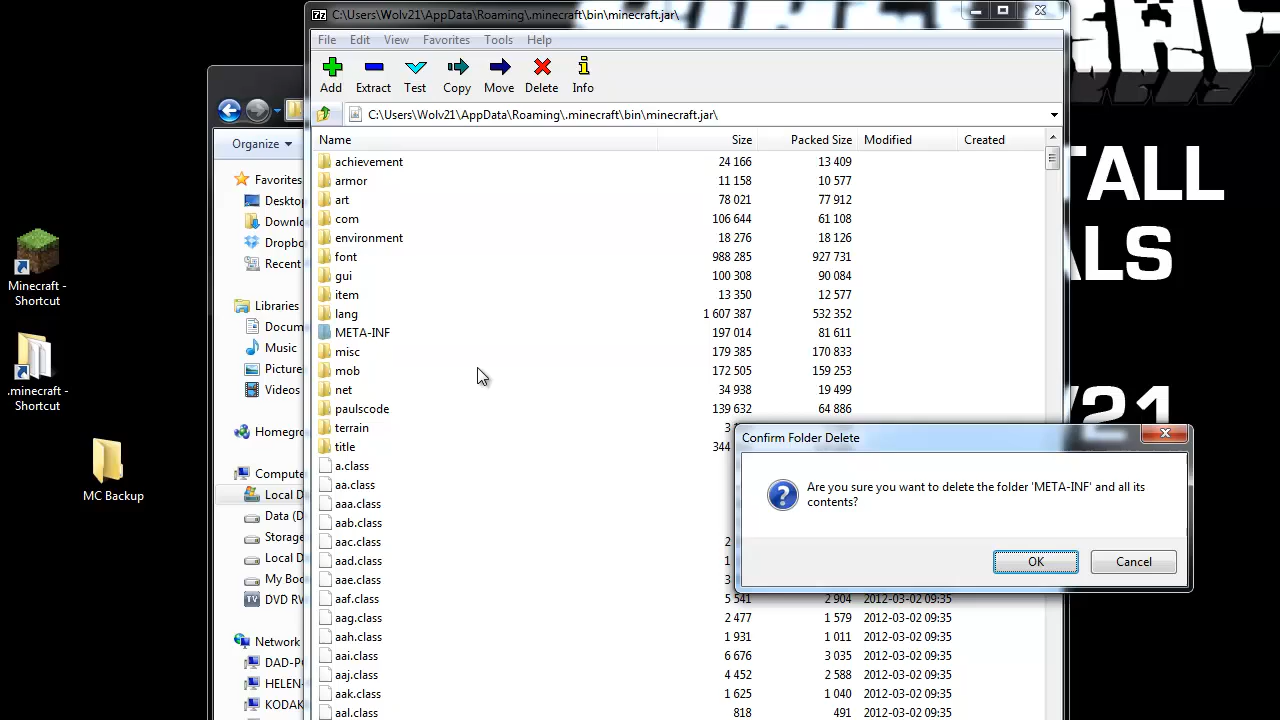 C:\Users\Wolv21\AppData\Roaming\.minecraft\bin\minecraft.jar\
File Edit View Favorites Tools Help
Add Extract Test Copy Move Delete Info
C:\Users\Wolv21\AppData\Roaming\.minecraft\bin\minecraft.jar\
Name Size Packed Size Modified Created
achievement 24 166 13 409
armor 11 158 10 577
art 78 021 77 912
com 106 644 61 108
environment 18 276 18 126
font 988 285 927 731
gui 100 308 90 084
item 13 350 12 577
lang 1 607 387 532 352
META-INF 197 014 81 611
misc 179 385 170 833
mob 172 505 159 253
net 34 938 19 499
paulscode 139 632 64 886
terrain 3
title 344
a.class
aa.class
aaa.class
aab.class
aac.class 2
aad.class 1
aae.class 3
aaf.class 5 541 2 904 2012-03-02 09:35
aag.class 2 477 1 579 2012-03-02 09:35
aah.class 1 931 1 011 2012-03-02 09:35
aai.class 6 676 3 035 2012-03-02 09:35
aaj.class 4 452 2 588 2012-03-02 09:35
aak.class 1 625 1 040 2012-03-02 09:35
aal.class 818 491 2012-03-02 09:35
Confirm Folder Delete
Are you sure you want to delete the folder 'META-INF' and all its
contents?
OK Cancel
Organize
Favorites
Deskto
Downlo
Dropbo
Recent
Libraries
Docum
Music
Picture
Videos
Homegro
Compute
Local D
Data (D
Storage
Local D
My Boo
DVD RW
Network
DAD-PC
HELEN-
KODAK
Minecraft -
Shortcut
.minecraft -
Shortcut
MC Backup
TALL
ALS
V21